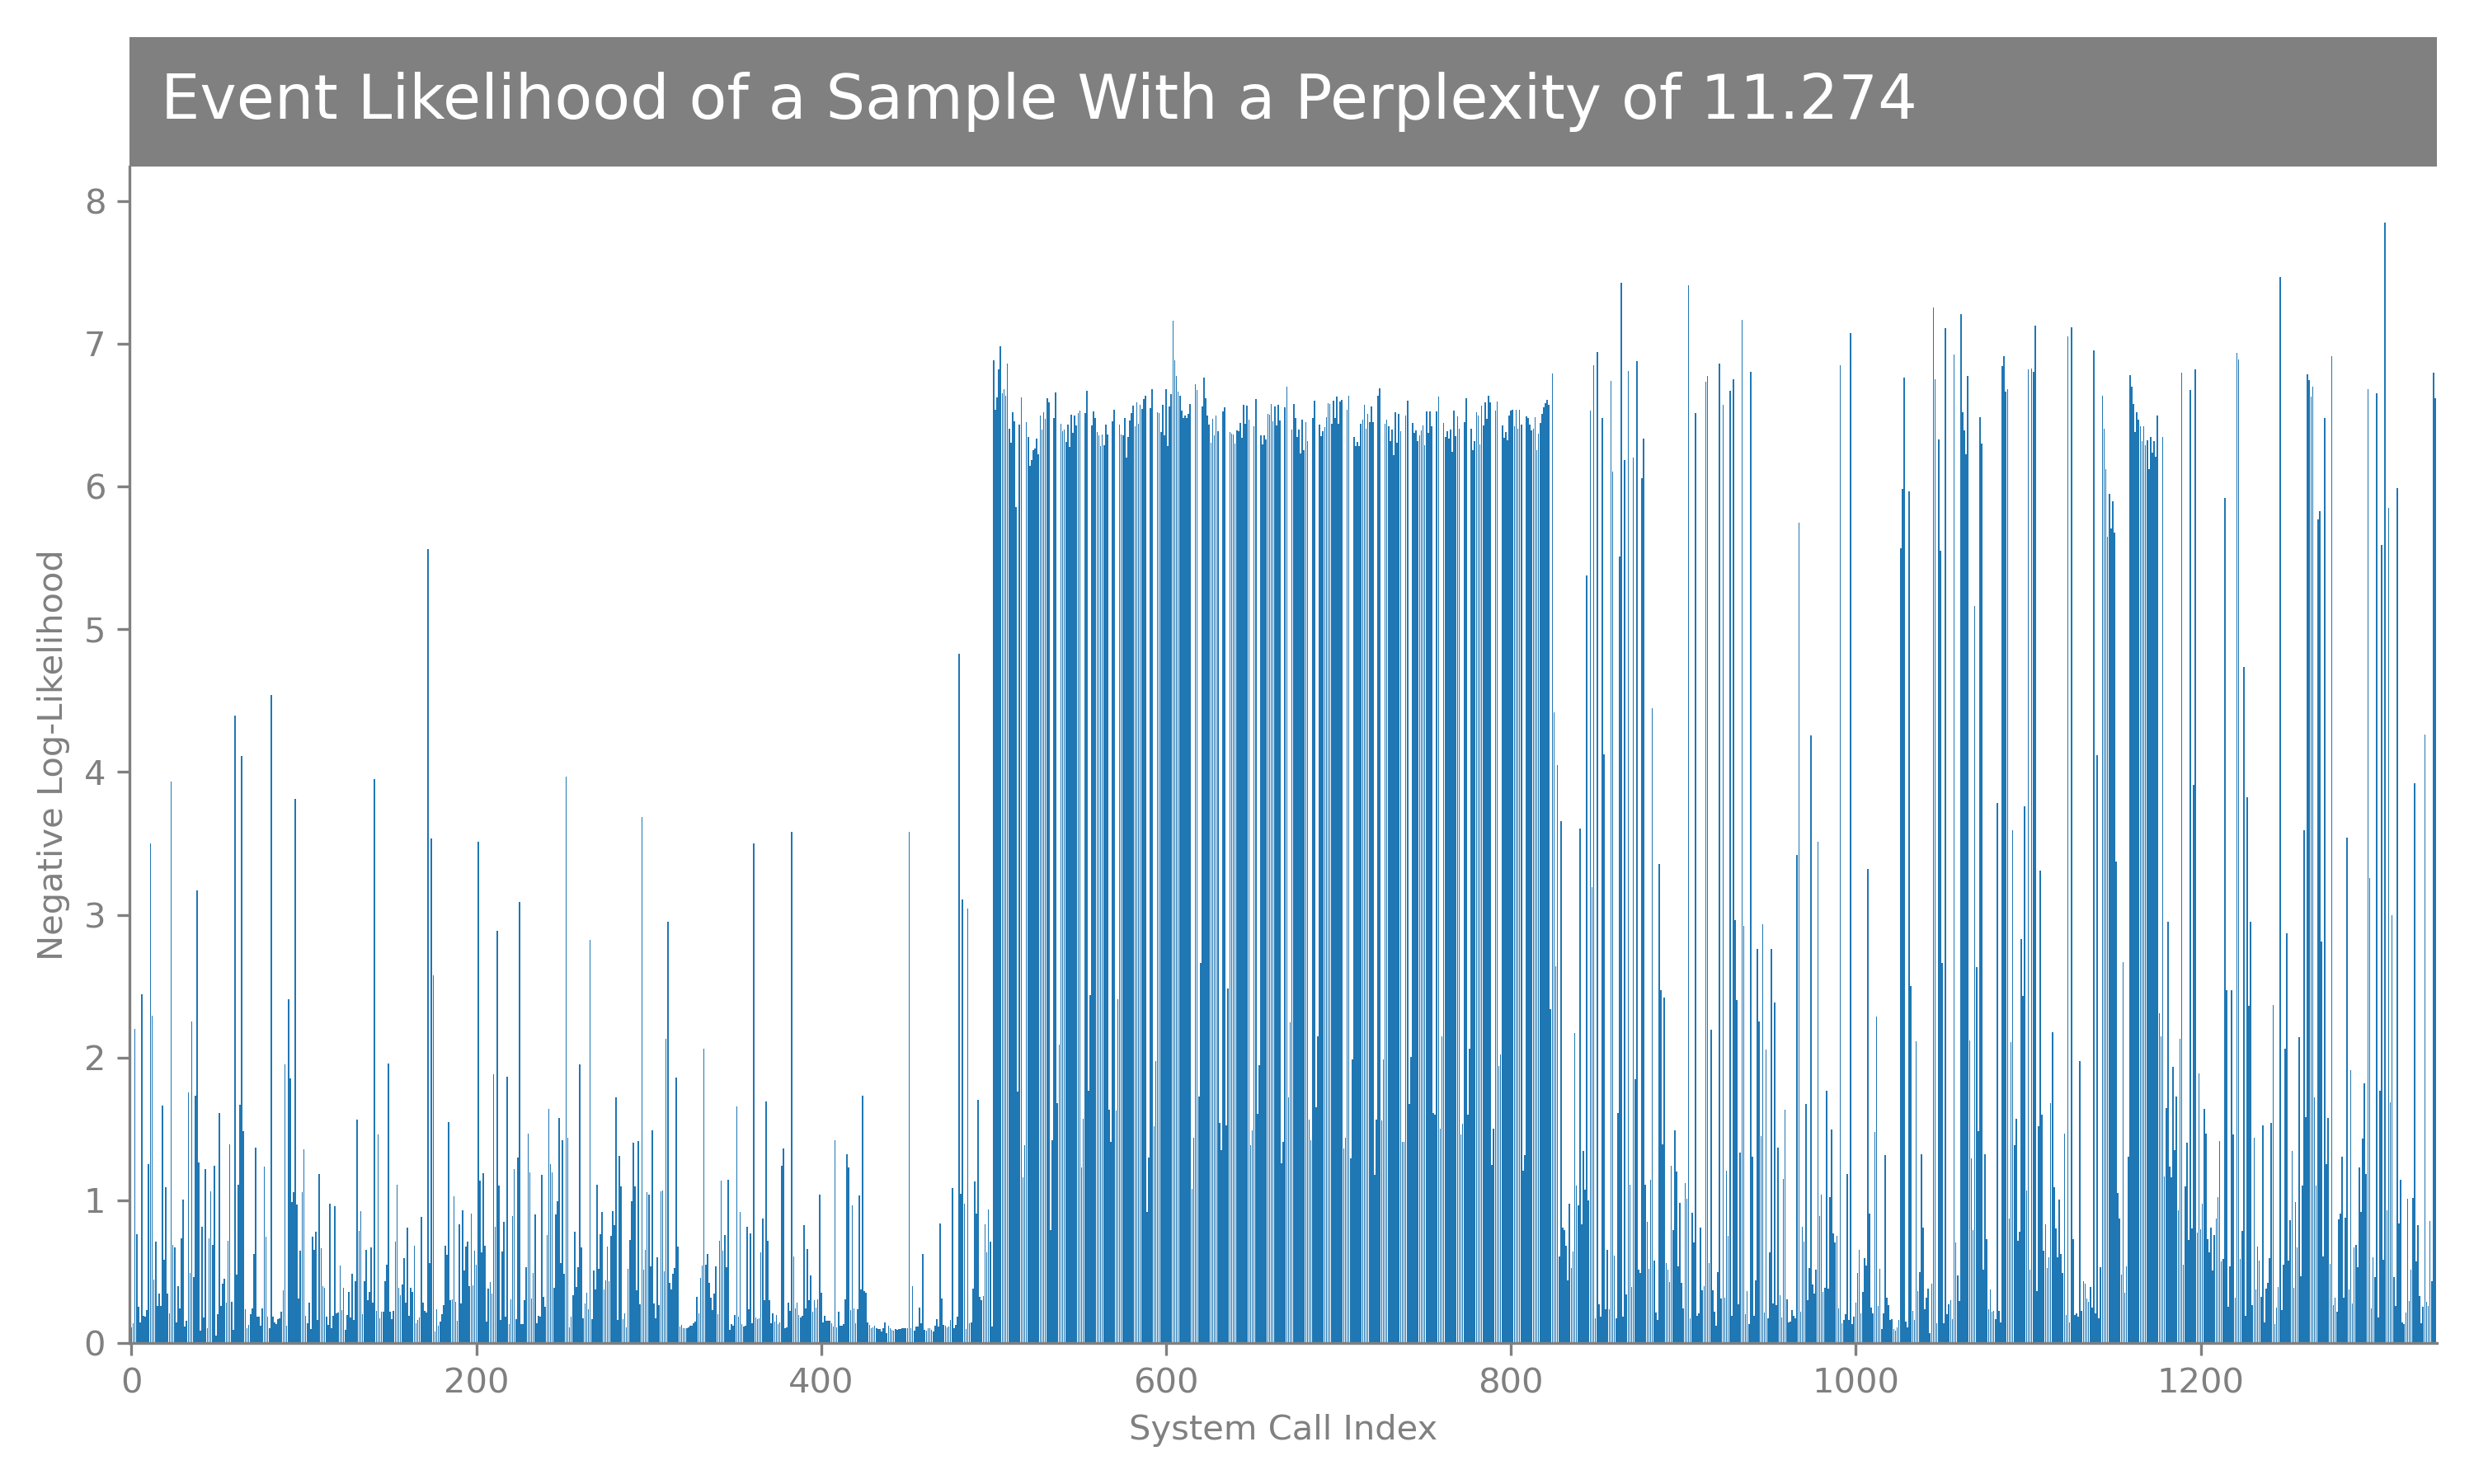 Event Likelihood of a Sample With a Perplexity of 11.274
8
7
6
5
4
3
2
1
0
Negative Log-Likelihood
0 200 400 600 800 1000 1200
System Call Index